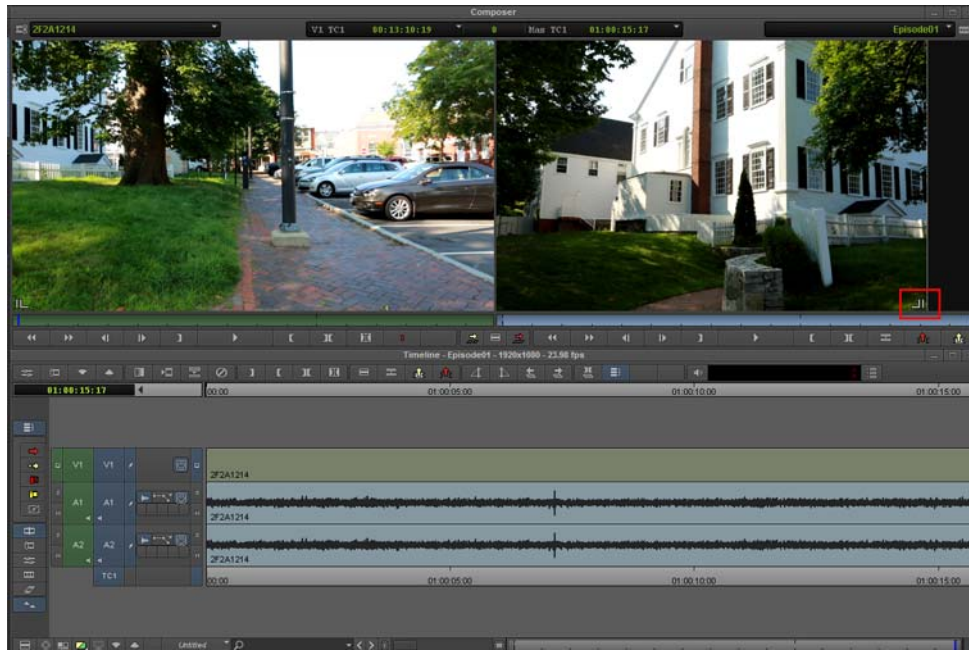 Composer
2F2A1214 V1 TC1 00:13:10:19 0 Mas TC1 01:00:15:17 Episode01
Timeline - Episode01 - 1920x1080 - 23.98 fps
01:00:15:17 00:00 01:00:05:00 01:00:10:00 01:00:15:00
V1 V1 2F2A1214
A1 A1 2F2A1214
A2 A2 2F2A1214
TC1 00:00 01:00:05:00 01:00:10:00 01:00:15:00
Untitled